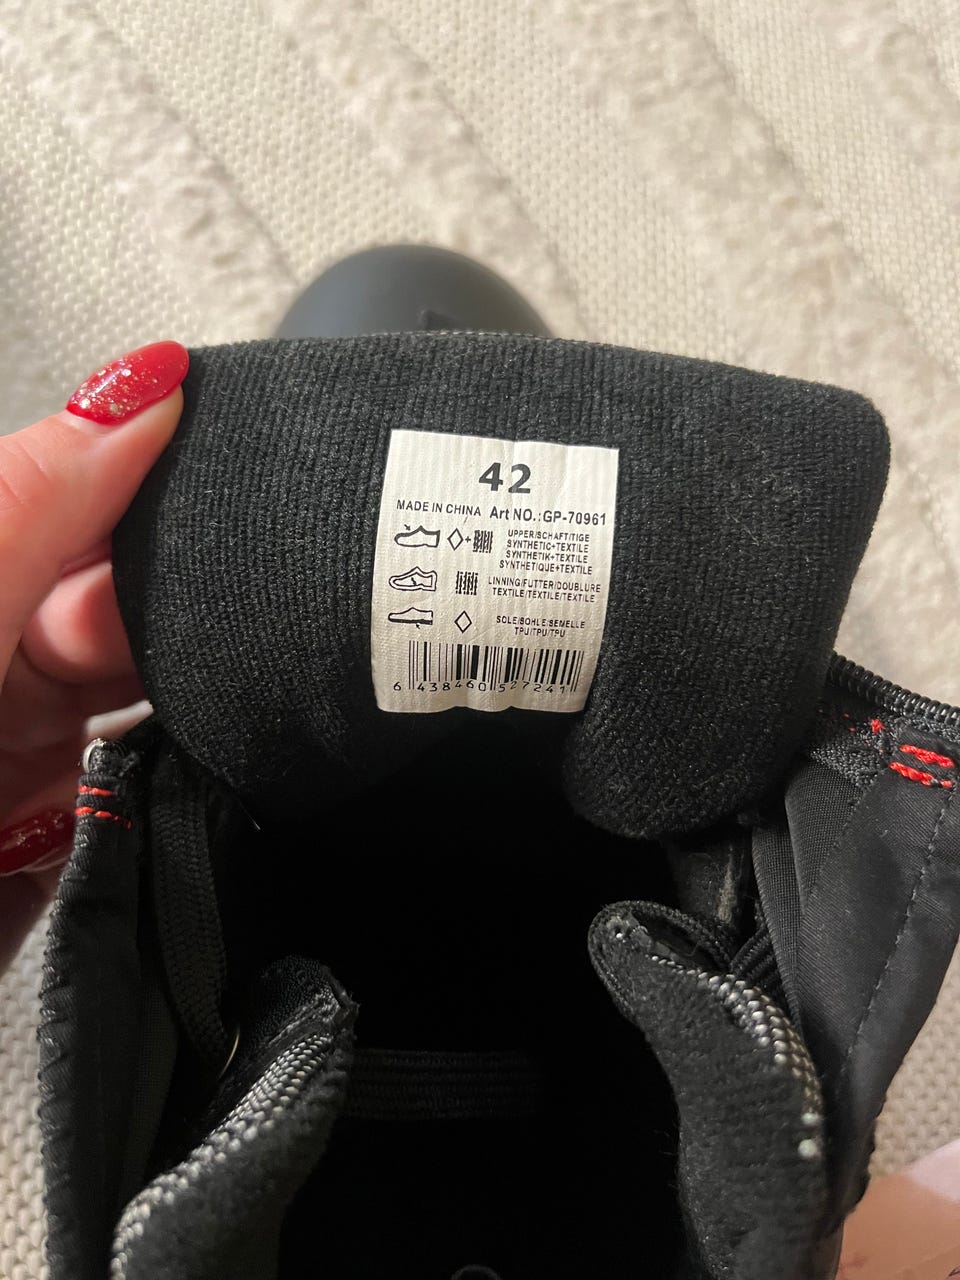 42
MADE IN CHINA Art NO.:GP-70961
UPPER/SCHAFT/TIGE
SYNTHETIC+TEXTILE
SYNTHETIK+TEXTILE
SYNTHETIQUE+TEXTILE
LINNING/FUTTER/DOUBLURE
TEXTILE/TEXTILE/TEXTILE
SOLE/SOHLE/SEMELLE
TPU/TPU/TPU
6 438460 527241